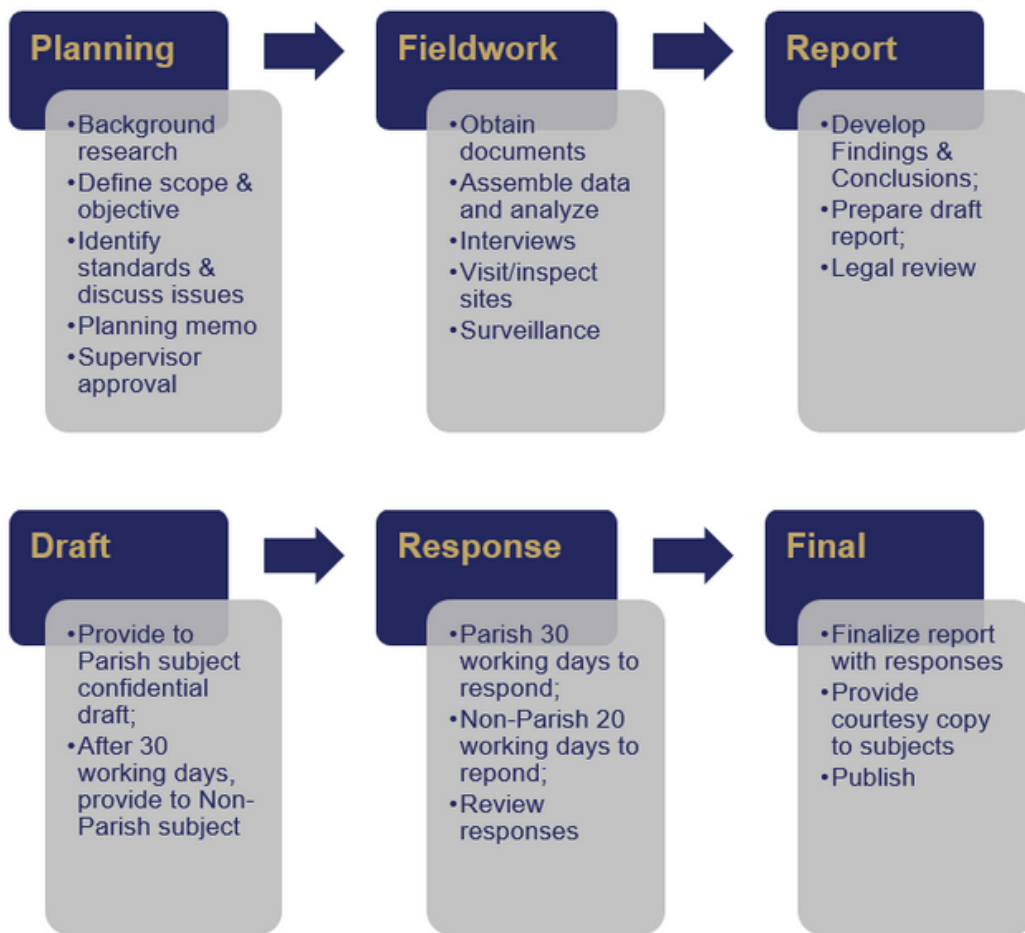 Planning
•Background
research
•Define scope &
objective
•Identify
standards &
discuss issues
•Planning memo
•Supervisor
approval
Fieldwork
•Obtain
documents
•Assemble data
and analyze
•Interviews
•Visit/inspect
sites
•Surveillance
Report
•Develop
Findings &
Conclusions;
•Prepare draft
report;
•Legal review
Draft
•Provide to
Parish subject
confidential
draft;
•After 30
working days,
provide to Non-
Parish subject
Response
•Parish 30
working days to
respond;
•Non-Parish 20
working days to
repond;
•Review
responses
Final
•Finalize report
with responses
•Provide
courtesy copy
to subjects
•Publish